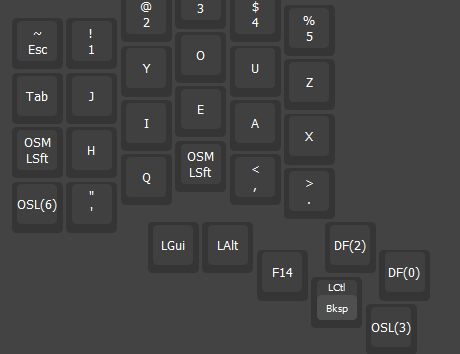 @
2
3
$
4
%
5
~
Esc
!
1
Y
O
U
Z
Tab
J
I
E
A
X
OSM
LSft
H
Q
OSM
LSft
<
,
>
.
OSL(6)
"
'
LGui
LAlt
F14
DF(2)
DF(0)
LCtl
Bksp
OSL(3)